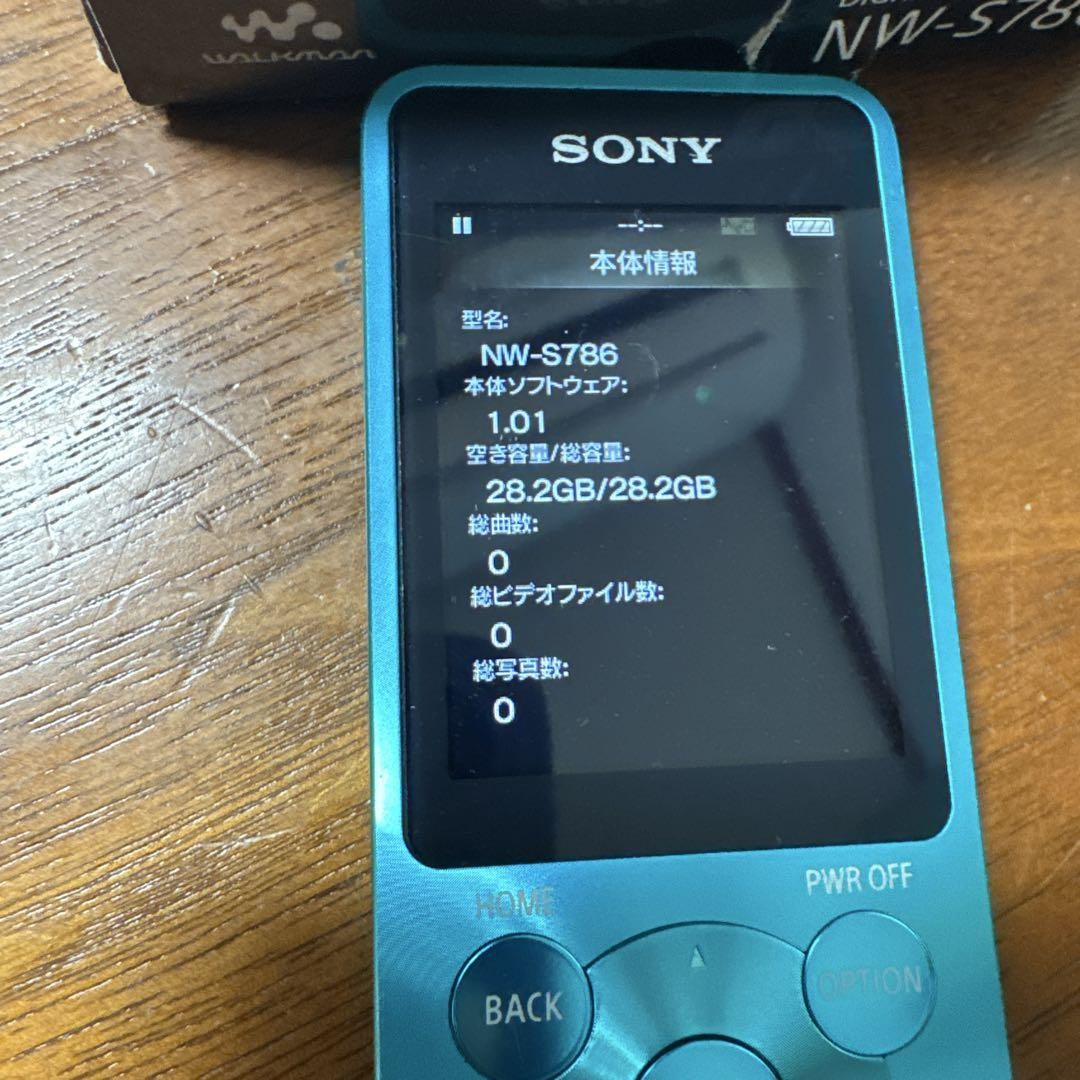 WALKMAN
NW-S78
SONY
--:--
本体情報
型名:
NW-S786
本体ソフトウェア:
1.01
空き容量/総容量:
28.2GB/28.2GB
総曲数:
0
総ビデオファイル数:
0
総写真数:
0
HOME
PWR OFF
BACK
OPTION